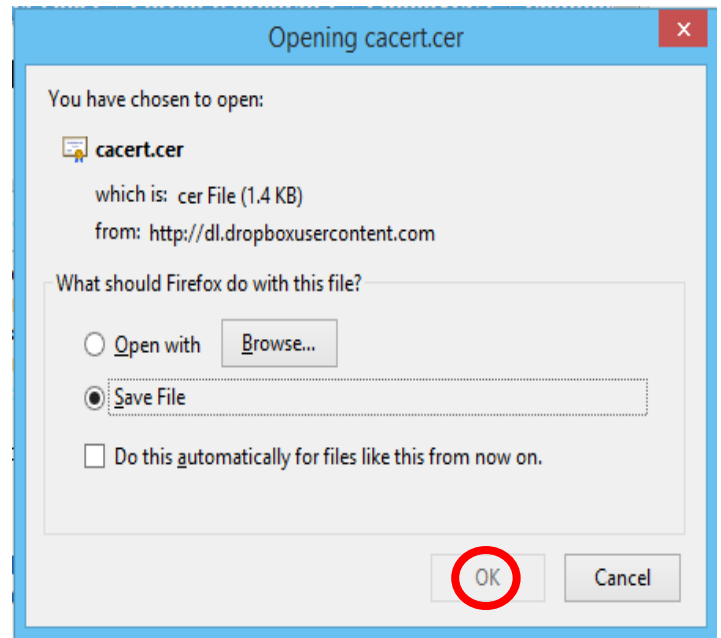 Opening cacert.cer
You have chosen to open:
cacert.cer
which is: cer File (1.4 KB)
from: http://dl.dropboxusercontent.com
What should Firefox do with this file?
Open with Browse...
Save File
Do this automatically for files like this from now on.
OK Cancel